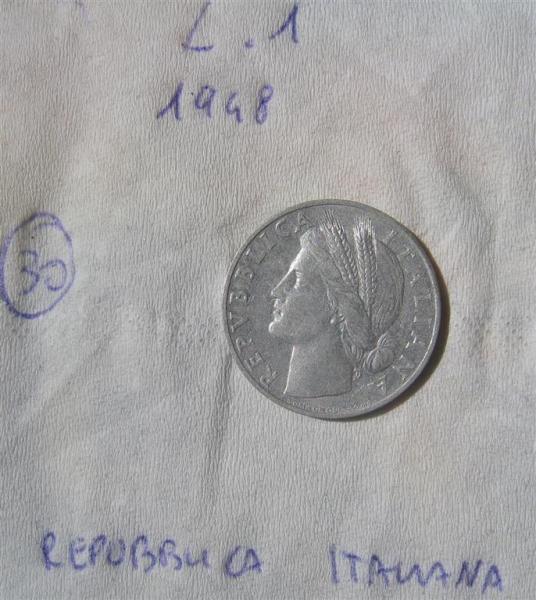 L. 1
1948
30
REPVBBLICA ITALIANA
REPUBBLICA ITALIANA